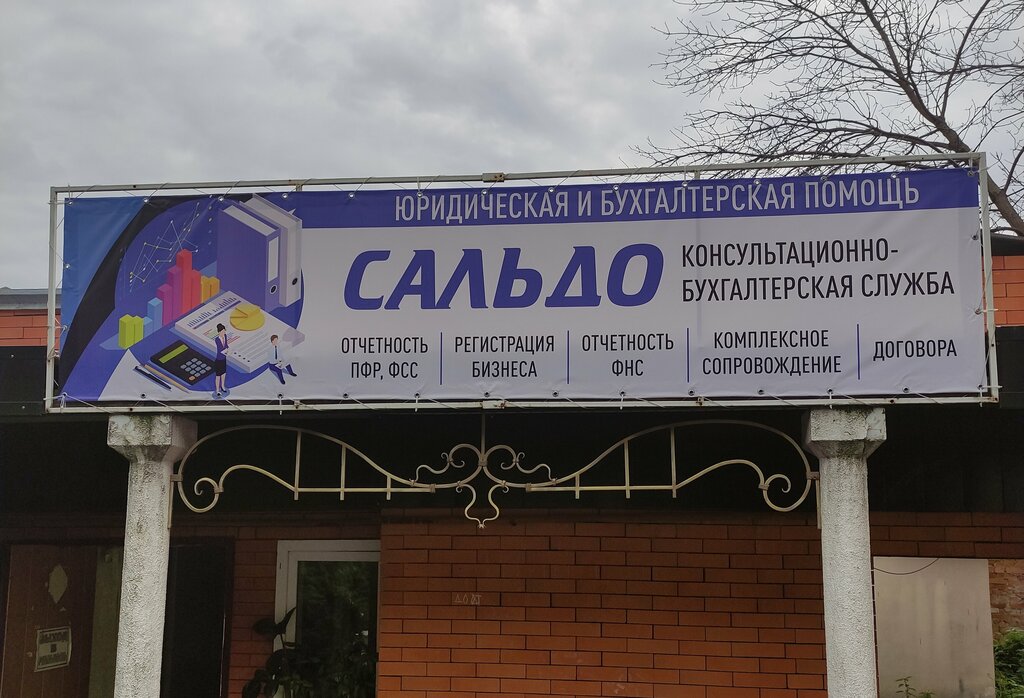 ЮРИДИЧЕСКАЯ И БУХГАЛТЕРСКАЯ ПОМОЩЬ
САЛЬДО
КОНСУЛЬТАЦИОННО-
БУХГАЛТЕРСКАЯ СЛУЖБА
ОТЧЕТНОСТЬ
ПФР, ФСС
РЕГИСТРАЦИЯ
БИЗНЕСА
ОТЧЕТНОСТЬ
ФНС
КОМПЛЕКСНОЕ
СОПРОВОЖДЕНИЕ
ДОГОВОРА